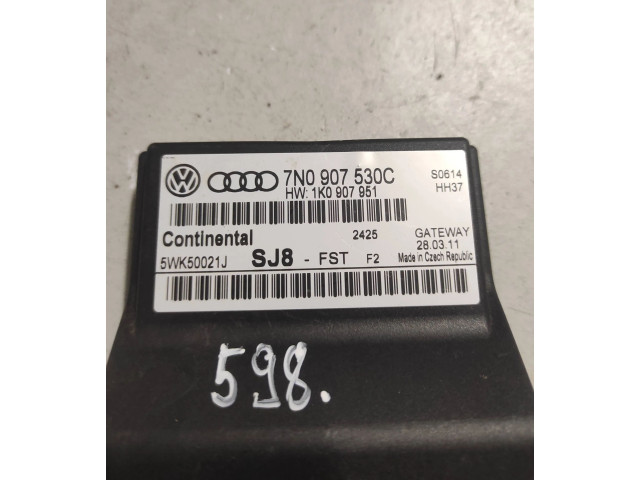 7N0 907 530C S0614
HW: 1K0 907 951 HH37
Continental 2425 GATEWAY
28.03.11
5WK50021J SJ8 - FST F2 Made in Czech Republic
598.